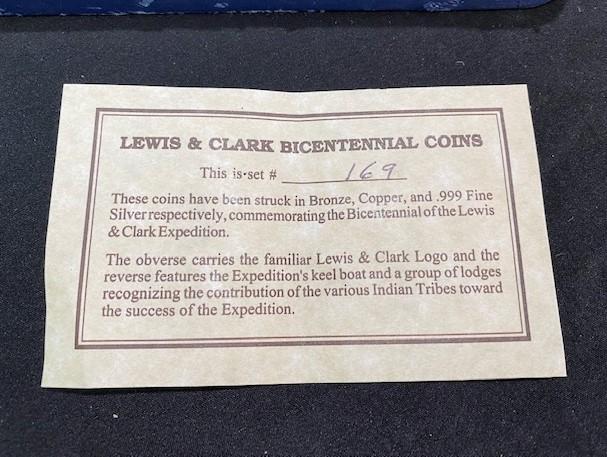 LEWIS & CLARK BICENTENNIAL COINS
This is set # 169
These coins have been struck in Bronze, Copper, and .999 Fine
Silver respectively, commemorating the Bicentennial of the Lewis
& Clark Expedition.
The obverse carries the familiar Lewis & Clark Logo and the
reverse features the Expedition's keel boat and a group of lodges
recognizing the contribution of the various Indian Tribes toward
the success of the Expedition.